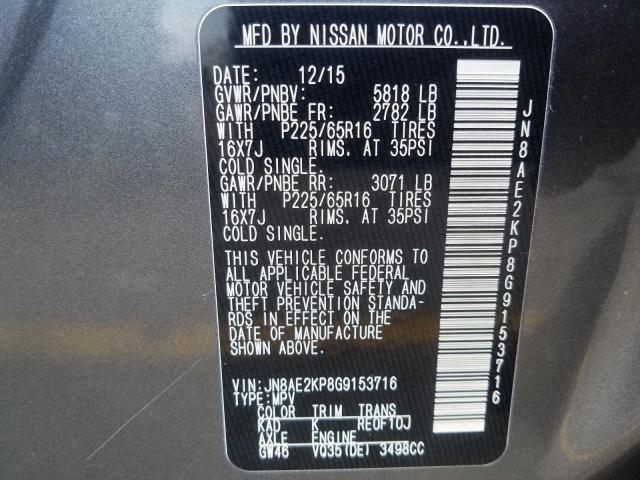 MFD BY NISSAN MOTOR CO.,LTD.
DATE: 12/15
GVWR/PNBV: 5818 LB
GAWR/PNBE FR: 2782 LB
WITH P225/65R16 TIRES
16X7J RIMS. AT 35PSI
COLD SINGLE.
GAWR/PNBE RR: 3071 LB
WITH P225/65R16 TIRES
16X7J RIMS. AT 35PSI
COLD SINGLE.
THIS VEHICLE CONFORMS TO
ALL APPLICABLE FEDERAL
MOTOR VEHICLE SAFETY AND
THEFT PREVENTION STANDA-
RDS IN EFFECT ON THE
DATE OF MANUFACTURE
SHOWN ABOVE.
VIN:JN8AE2KP8G9153716
TYPE:MPV
COLOR TRIM TRANS
KAD K RE0F10J
AXLE ENGINE
GW46 VQ35(DE) 3498CC
JN8AE2KP8G9153716